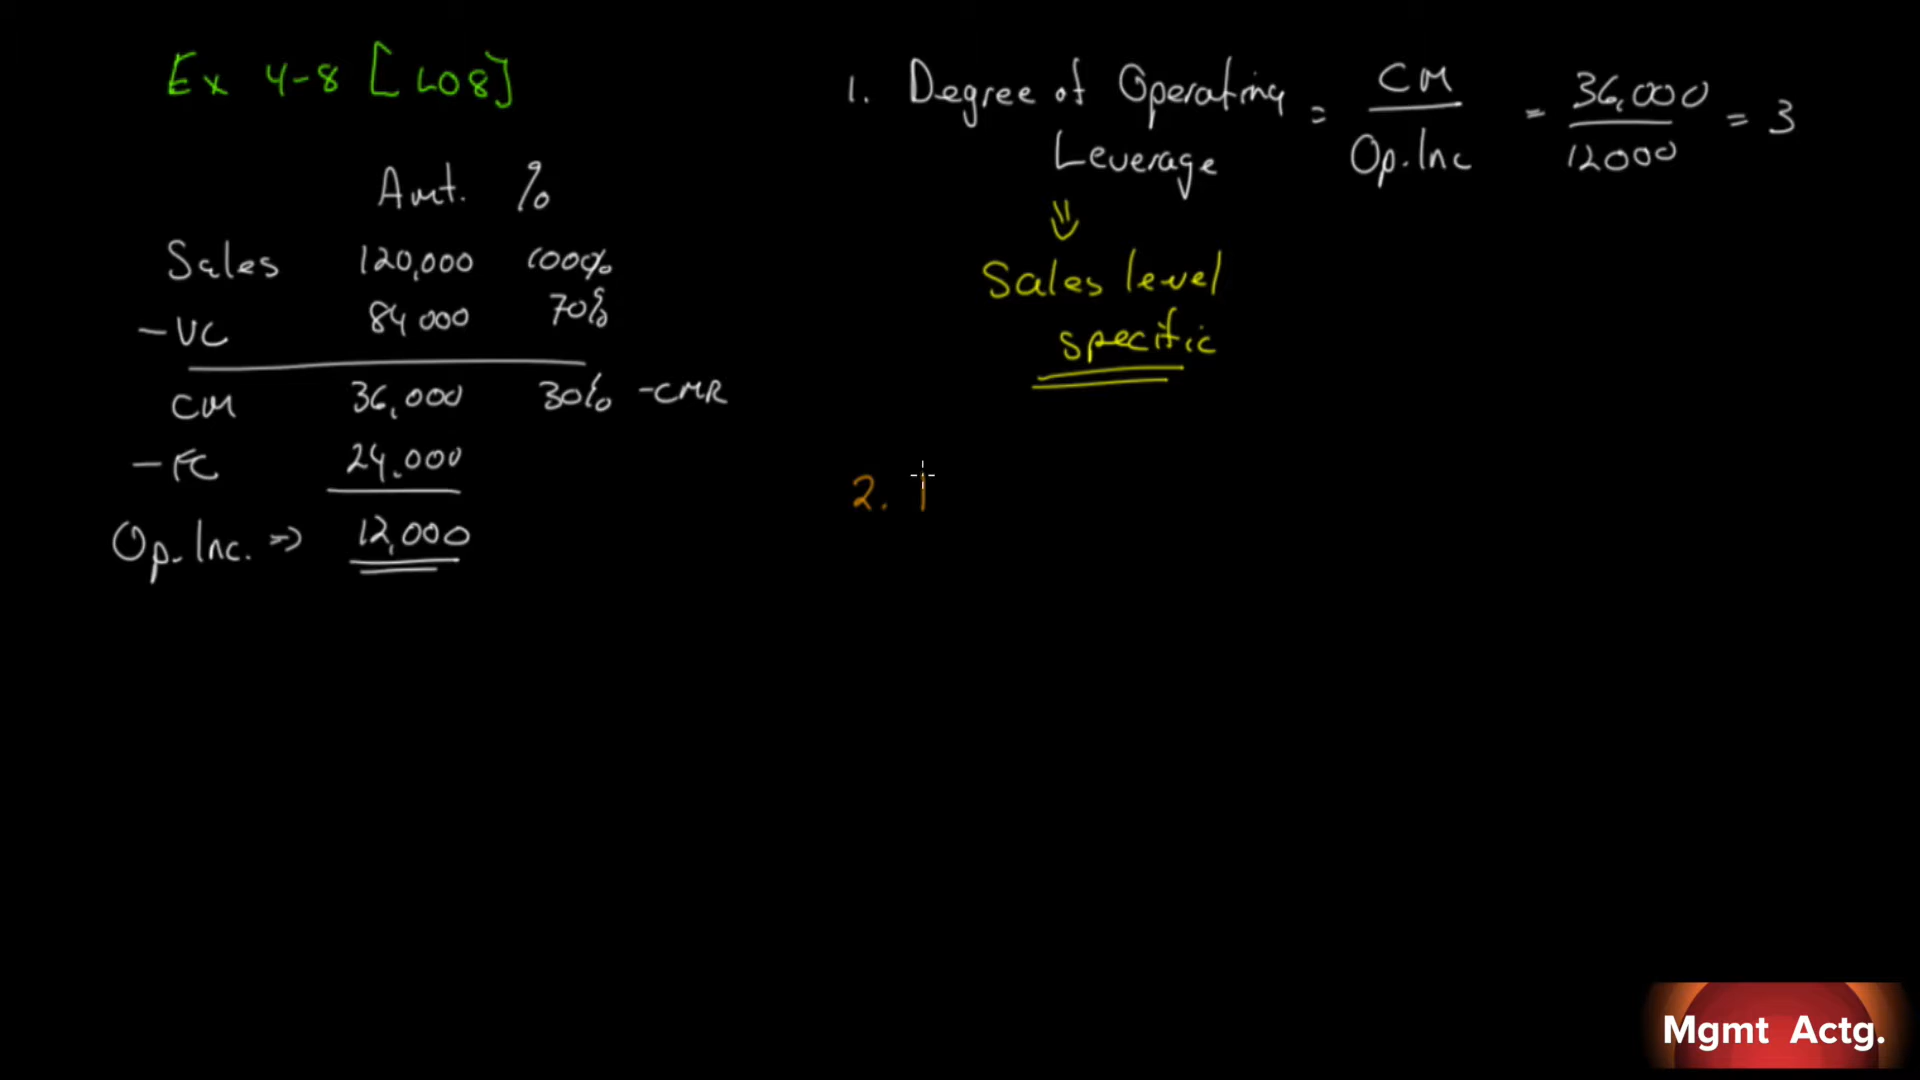 Ex 4-8 [LO8]
Amt. %
Sales 120,000 100%
- VC 84 000 70%
CM 36,000 30% - CMR
- FC 24,000
Op. Inc. => 12,000
1. Degree of Operating Leverage = CM / Op. Inc = 36,000 / 12000 = 3
Sales level
specific
2.
Mgmt Actg.